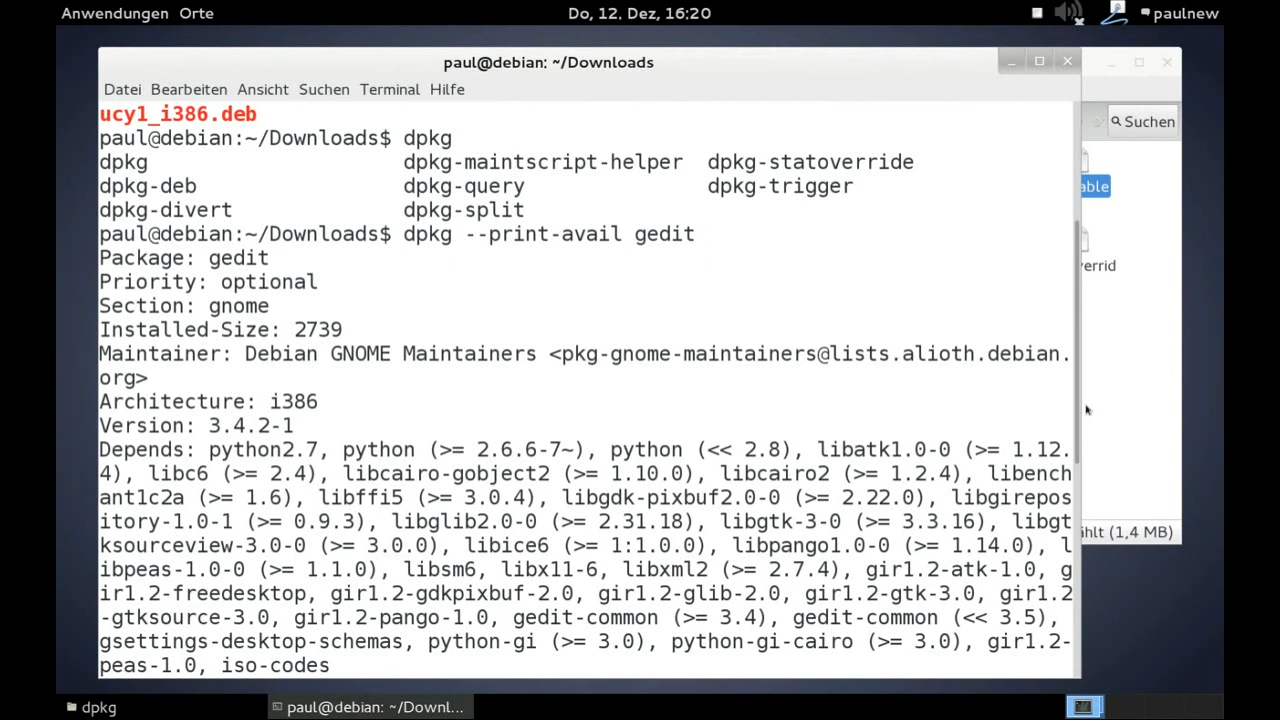 Anwendungen Orte
Do, 12. Dez, 16:20
paulnew
paul@debian: ~/Downloads
Datei Bearbeiten Ansicht Suchen Terminal Hilfe
ucy1_i386.deb
paul@debian:~/Downloads$ dpkg
dpkg dpkg-maintscript-helper dpkg-statoverride
dpkg-deb dpkg-query dpkg-trigger
dpkg-divert dpkg-split
paul@debian:~/Downloads$ dpkg --print-avail gedit
Package: gedit
Priority: optional
Section: gnome
Installed-Size: 2739
Maintainer: Debian GNOME Maintainers <pkg-gnome-maintainers@lists.alioth.debian.
org>
Architecture: i386
Version: 3.4.2-1
Depends: python2.7, python (>= 2.6.6-7~), python (<< 2.8), libatk1.0-0 (>= 1.12.
4), libc6 (>= 2.4), libcairo-gobject2 (>= 1.10.0), libcairo2 (>= 1.2.4), libench
ant1c2a (>= 1.6), libffi5 (>= 3.0.4), libgdk-pixbuf2.0-0 (>= 2.22.0), libgirepos
itory-1.0-1 (>= 0.9.3), libglib2.0-0 (>= 2.31.18), libgtk-3-0 (>= 3.3.16), libgt
ksourceview-3.0-0 (>= 3.0.0), libice6 (>= 1:1.0.0), libpango1.0-0 (>= 1.14.0), l
ibpeas-1.0-0 (>= 1.1.0), libsm6, libx11-6, libxml2 (>= 2.7.4), gir1.2-atk-1.0, g
ir1.2-freedesktop, gir1.2-gdkpixbuf-2.0, gir1.2-glib-2.0, gir1.2-gtk-3.0, gir1.2
-gtksource-3.0, gir1.2-pango-1.0, gedit-common (>= 3.4), gedit-common (<< 3.5),
gsettings-desktop-schemas, python-gi (>= 3.0), python-gi-cairo (>= 3.0), gir1.2-
peas-1.0, iso-codes
Suchen
able
verrid
ählt (1,4 MB)
dpkg
paul@debian: ~/Downl...